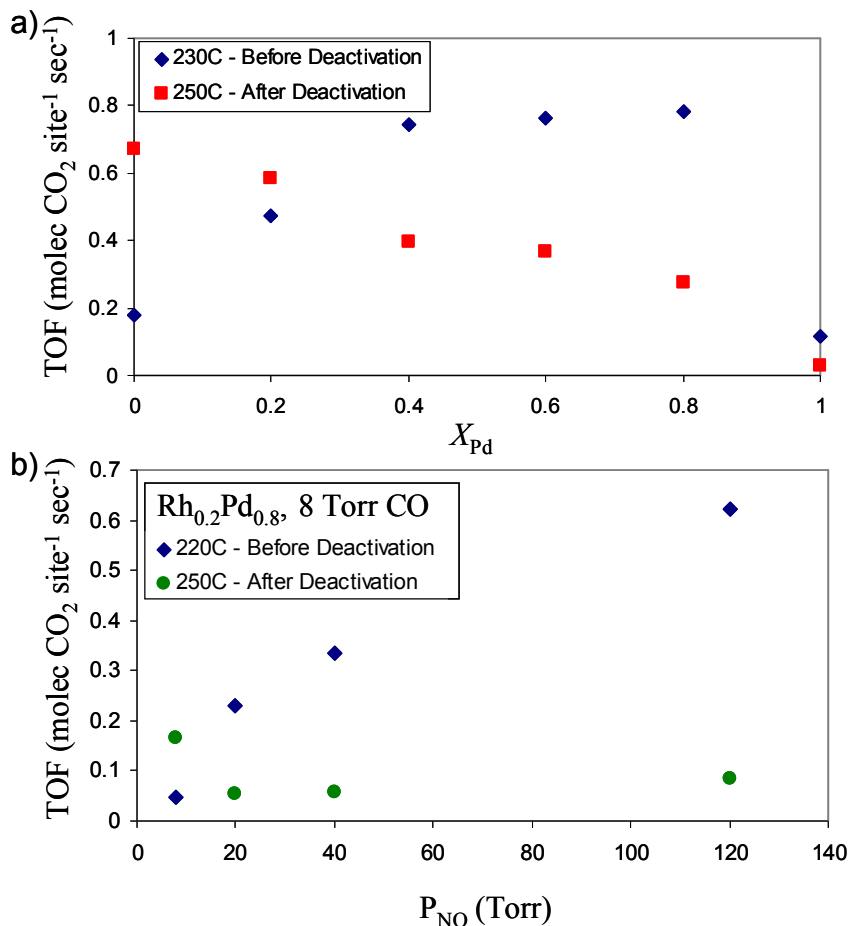 a)
TOF (molec CO2 site-1 sec-1)
1
0.8
0.6
0.4
0.2
0
230C - Before Deactivation
250C - After Deactivation
0 0.2 0.4 0.6 0.8 1
XPd
b)
TOF (molec CO2 site-1 sec-1)
0.7
0.6
0.5
0.4
0.3
0.2
0.1
0
Rh0.2Pd0.8, 8 Torr CO
220C - Before Deactivation
250C - After Deactivation
0 20 40 60 80 100 120 140
PNO (Torr)